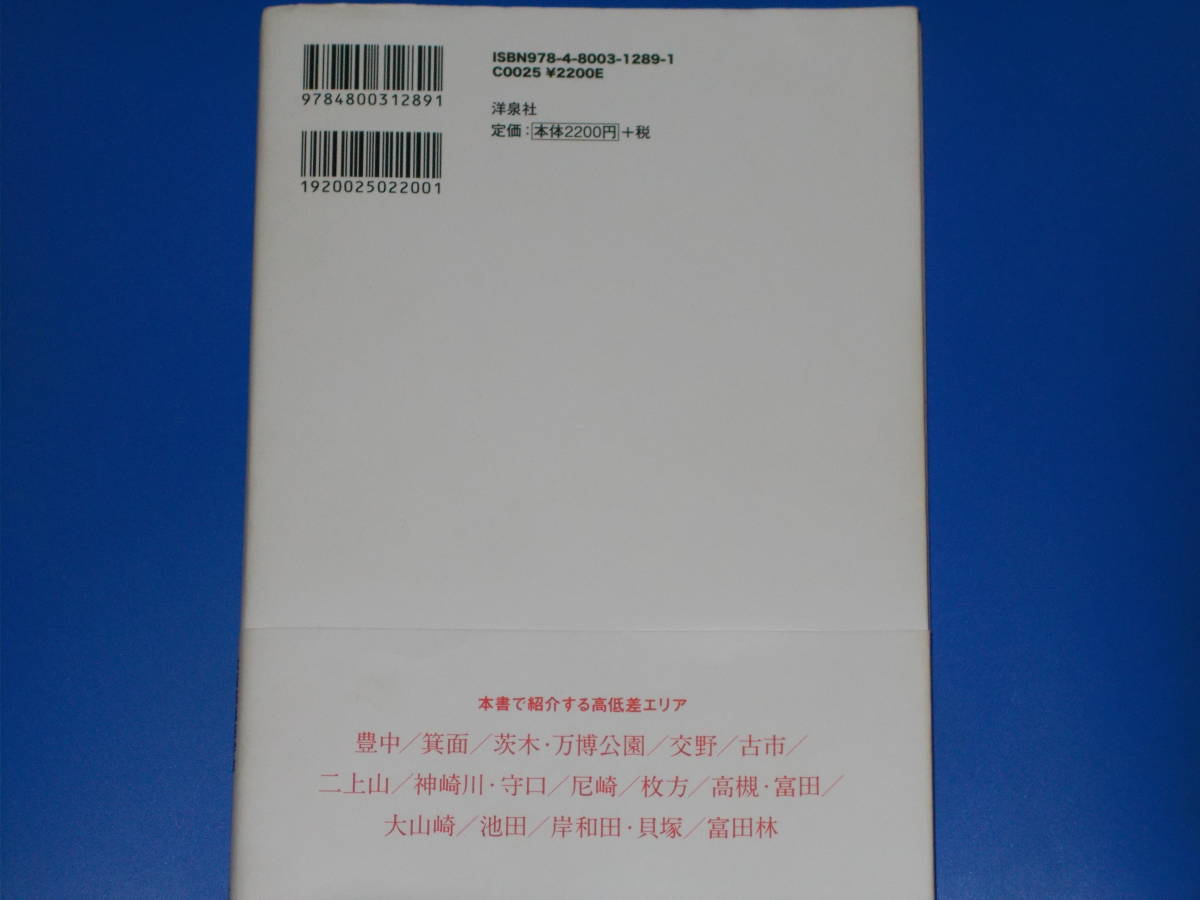 ISBN978-4-8003-1289-1
C0025 ¥2200E
9784800312891
洋泉社
定価:本体2200円+税
1920025022001
本書で紹介する高低差エリア
豊中/箕面/茨木・万博公園/交野/古市/
二上山/神崎川・守口/尼崎/枚方/高槻・富田/
大山崎/池田/岸和田・貝塚/富田林